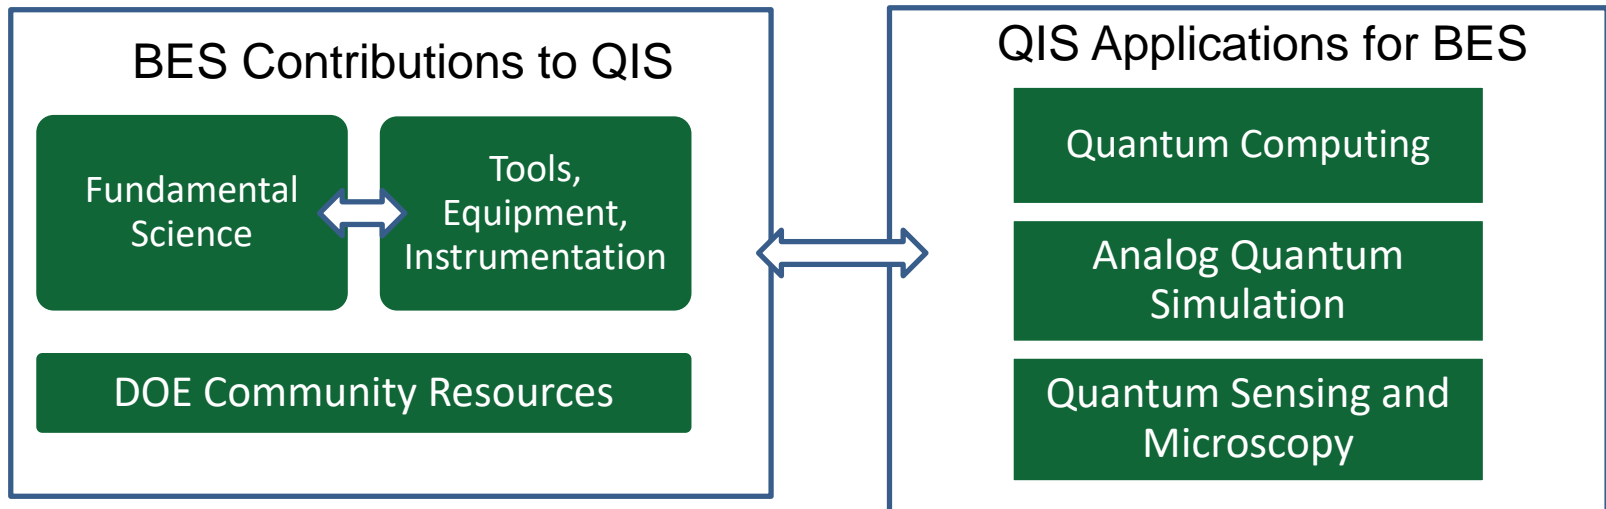 BES Contributions to QIS
Fundamental
Science
Tools,
Equipment,
Instrumentation
DOE Community Resources
QIS Applications for BES
Quantum Computing
Analog Quantum
Simulation
Quantum Sensing and
Microscopy